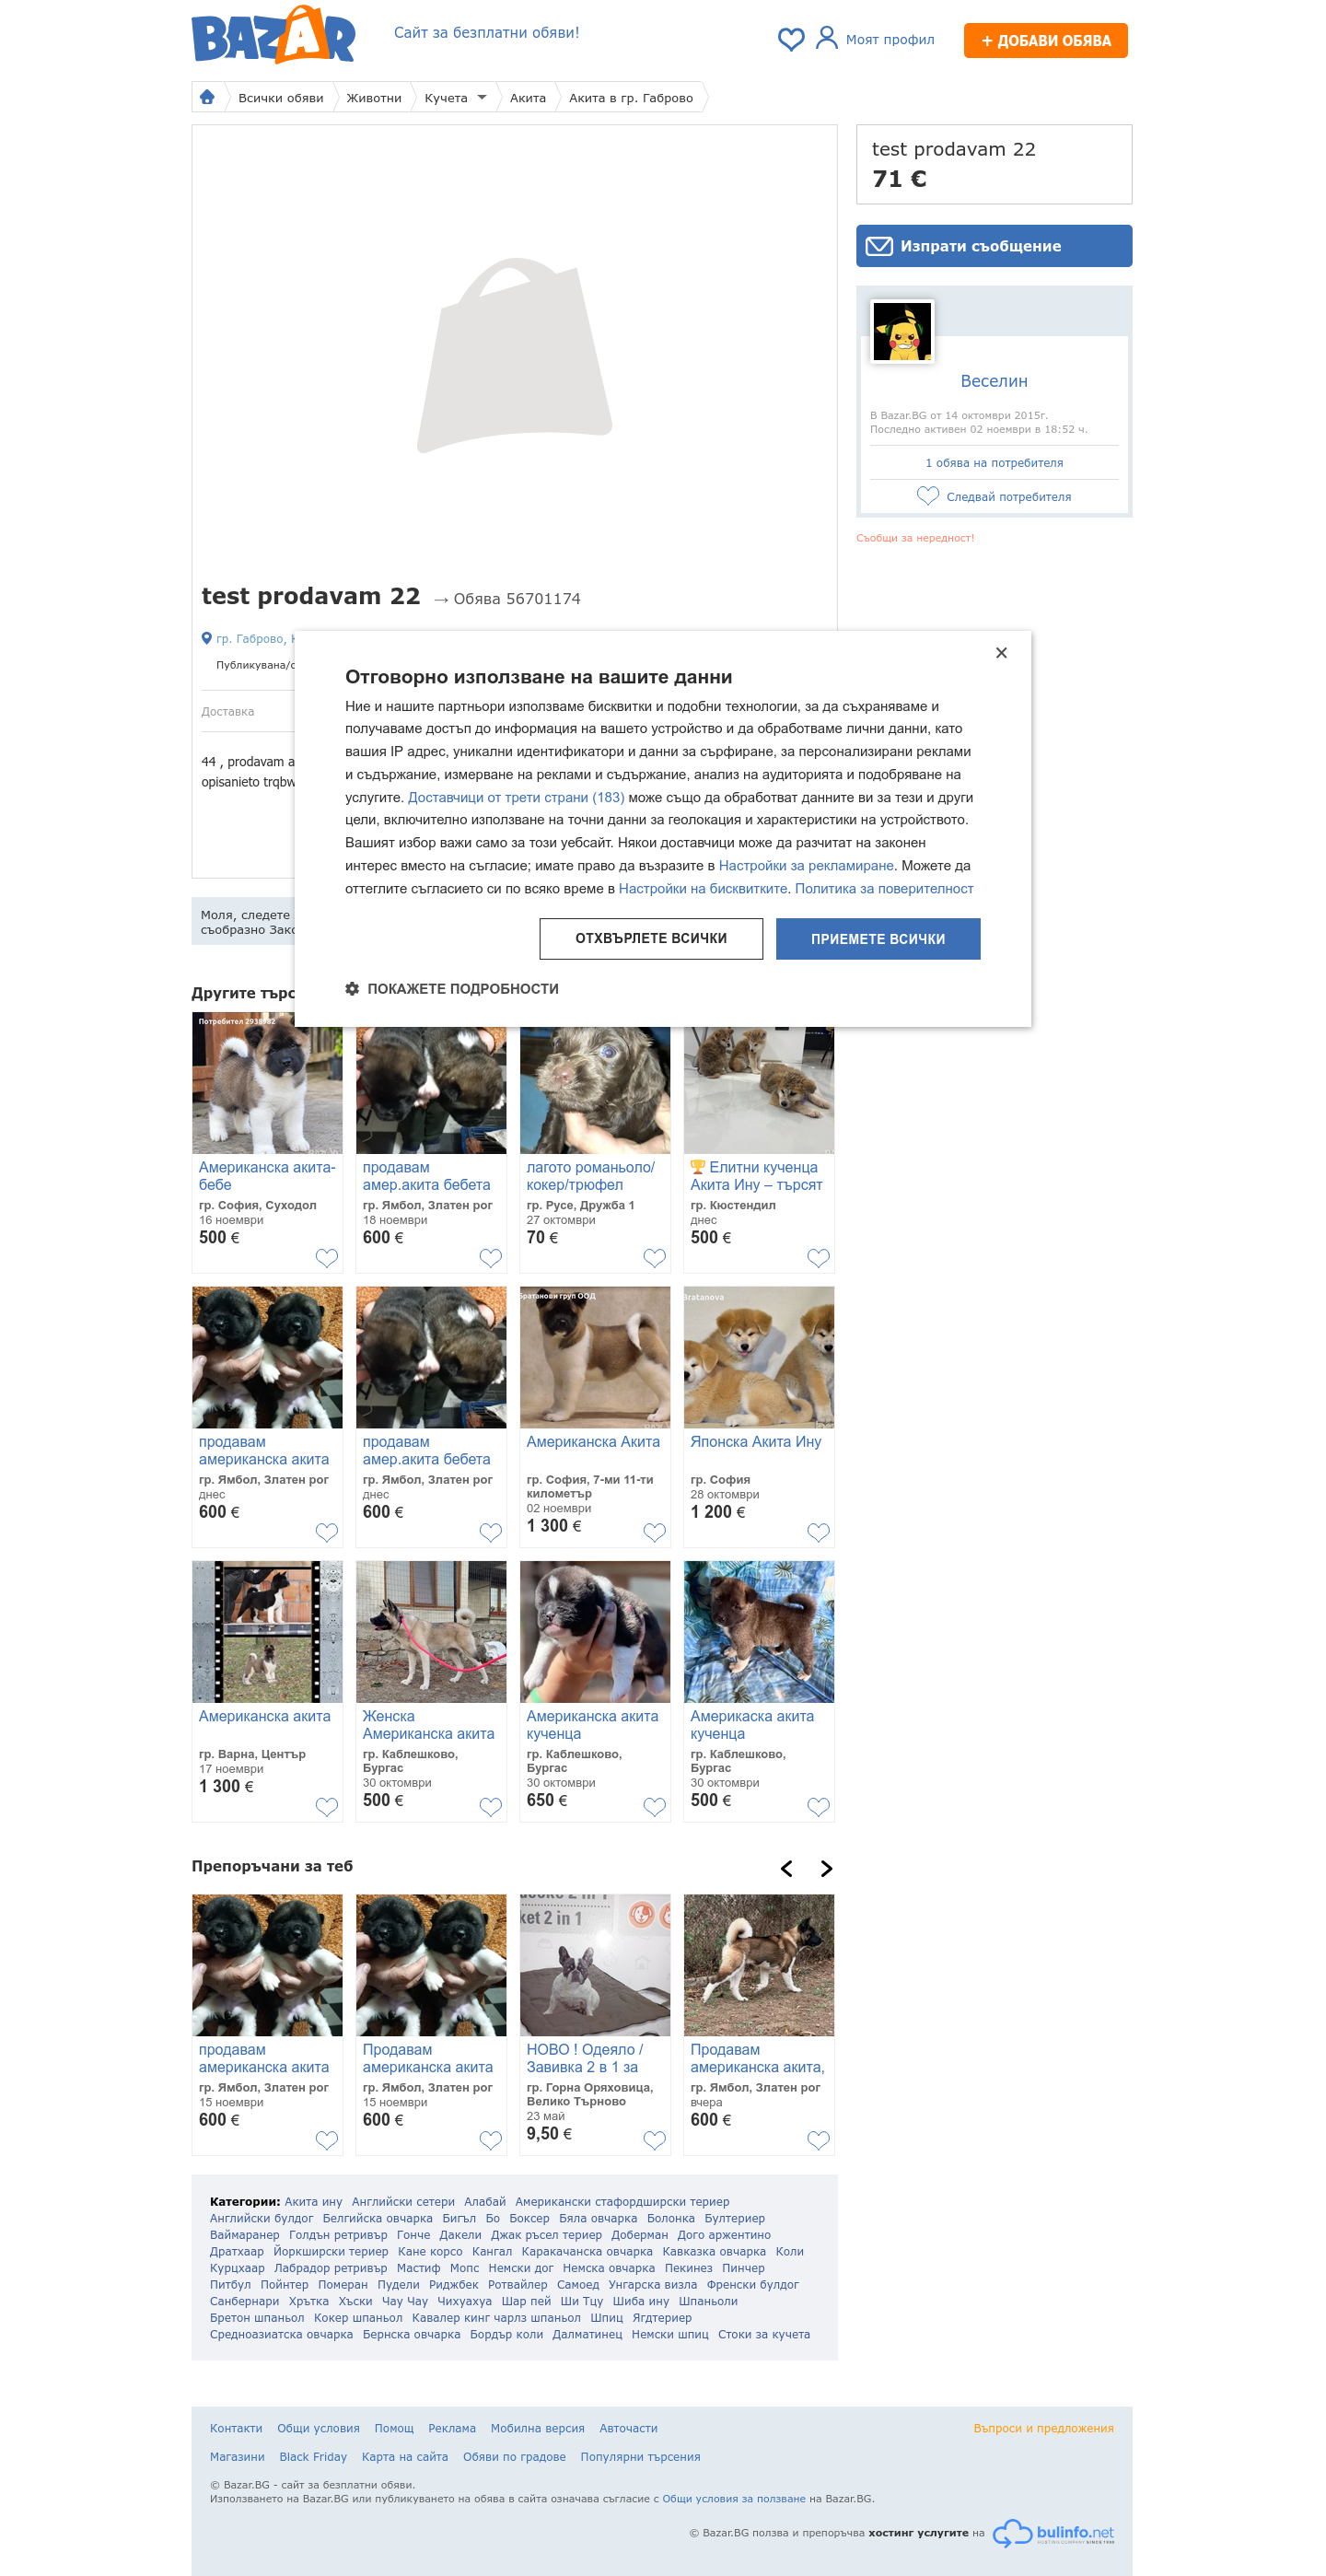 BAZAR
Сайт за безплатни обяви!
Моят профил
+ ДОБАВИ ОБЯВА
Всички обяви
Животни
Кучета
Акита
Акита в гр. Габрово
test prodavam 22
71 €
Изпрати съобщение
Веселин
В Bazar.BG от 14 октомври 2015г.
Последно активен 02 ноември в 18:52 ч.
1 обява на потребителя
Следвай потребителя
Съобщи за нередност!
test prodavam 22 → Обява 56701174
гр. Габрово,
Доставка
44 , prodavam
opisanieto
Моля, следете
съобразно
Другите
×
Отговорно използване на вашите данни
Ние и нашите партньори използваме бисквитки и подобни технологии, за да съхраняваме и
получаваме достъп до информация на вашето устройство и да обработваме лични данни, като
вашия IP адрес, уникални идентификатори и данни за сърфиране, за персонализирани реклами
и съдържание, измерване на реклами и съдържание, анализ на аудиторията и подобряване на
услугите. Доставчици от трети страни (183) може също да обработват данните ви за тези и други
цели, включително използване на точни данни за геолокация и характеристики на устройството.
Вашият избор важи само за този уебсайт. Някои доставчици може да разчитат на законен
интерес вместо на съгласие; имате право да възразите в Настройки за рекламиране. Можете да
оттеглите съгласието си по всяко време в Настройки на бисквитките. Политика за поверителност
ОТХВЪРЛЕТЕ ВСИЧКИ
ПРИЕМЕТЕ ВСИЧКИ
ПОКАЖЕТЕ ПОДРОБНОСТИ
Потребител 2938982
Американска акита-
бебе
гр. София, Суходол
16 ноември
500 €
продавам
амер.акита бебета
гр. Ямбол, Златен рог
18 ноември
600 €
лагото романьоло/
кокер/трюфел
гр. Русе, Дружба 1
27 октомври
70 €
🏆 Елитни кученца
Акита Ину – търсят
гр. Кюстендил
днес
500 €
продавам
американска акита
гр. Ямбол, Златен рог
днес
600 €
продавам
амер.акита бебета
гр. Ямбол, Златен рог
днес
600 €
Братанови груп ООД
Американска Акита
гр. София, 7-ми 11-ти
километър
02 ноември
1 300 €
Bratanova
Японска Акита Ину
гр. София
28 октомври
1 200 €
Американска акита
гр. Варна, Център
17 ноември
1 300 €
Женска
Американска акита
гр. Каблешково,
Бургас
30 октомври
500 €
Американска акита
кученца
гр. Каблешково,
Бургас
30 октомври
650 €
Америкаска акита
кученца
гр. Каблешково,
Бургас
30 октомври
500 €
Препоръчани за теб
продавам
американска акита
гр. Ямбол, Златен рог
15 ноември
600 €
Продавам
американска акита
гр. Ямбол, Златен рог
15 ноември
600 €
ket 2 in 1
НОВО ! Одеяло /
Завивка 2 в 1 за
гр. Горна Оряховица,
Велико Търново
23 май
9,50 €
Продавам
американска акита,
гр. Ямбол, Златен рог
вчера
600 €
Категории: Акита ину Английски сетери Алабай Американски стафордширски териер
Английски булдог Белгийска овчарка Бигъл Бо Боксер Бяла овчарка Болонка Бултериер
Ваймаранер Голдън ретривър Гонче Дакели Джак ръсел териер Доберман Дого аржентино
Дратхаар Йоркширски териер Кане корсо Кангал Каракачанска овчарка Кавказка овчарка Коли
Курцхаар Лабрадор ретривър Мастиф Мопс Немски дог Немска овчарка Пекинез Пинчер
Питбул Пойнтер Померан Пудели Риджбек Ротвайлер Самоед Унгарска визла Френски булдог
Санбернари Хрътка Хъски Чау Чау Чихуахуа Шар пей Ши Тцу Шиба ину Шпаньоли
Бретон шпаньол Кокер шпаньол Кавалер кинг чарлз шпаньол Шпиц Ягдтериер
Средноазиатска овчарка Бернска овчарка Бордър коли Далматинец Немски шпиц Стоки за кучета
Контакти Общи условия Помощ Реклама Мобилна версия Авточасти
Въпроси и предложения
Магазини Black Friday Карта на сайта Обяви по градове Популярни търсения
© Bazar.BG - сайт за безплатни обяви.
Използването на Bazar.BG или публикуването на обява в сайта означава съгласие с Общи условия за ползване на Bazar.BG.
© Bazar.BG ползва и препоръчва хостинг услугите на
bulinfo.net
HOSTING COMPANY SINCE 1998